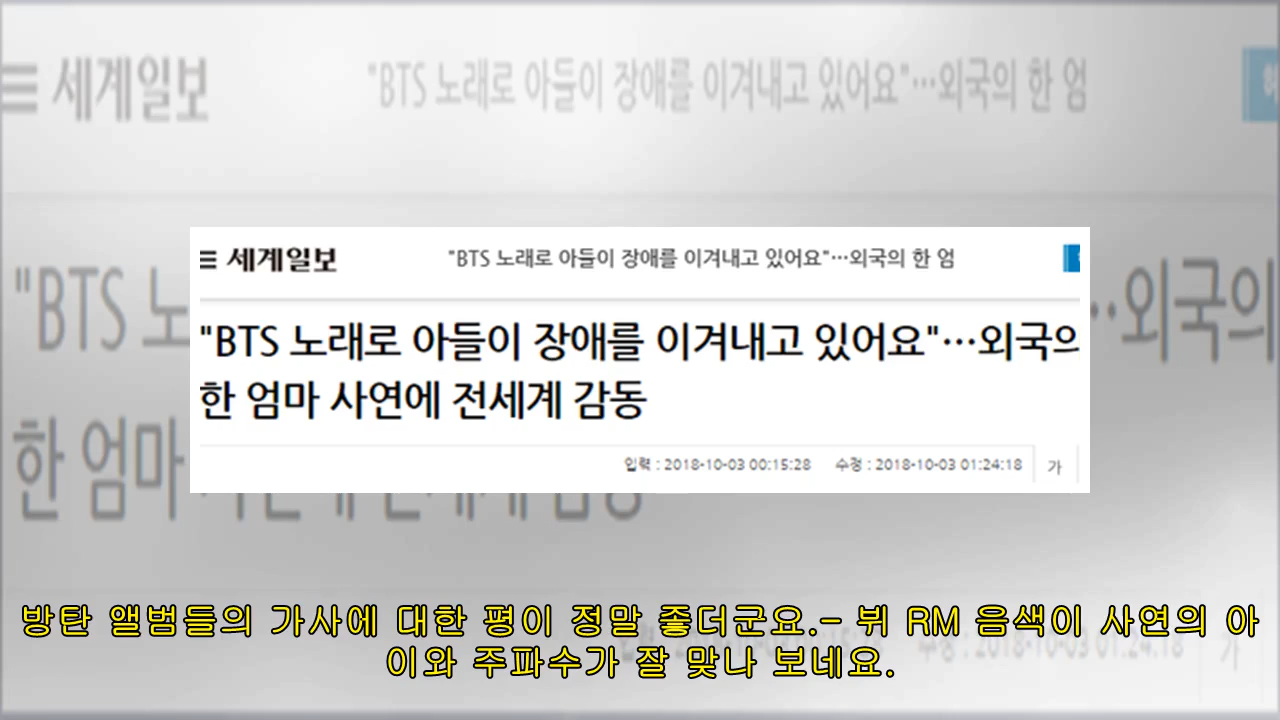 세계일보 "BTS 노래로 아들이 장애를 이겨내고 있어요"…외국의 한 엄
세계일보 "BTS 노래로 아들이 장애를 이겨내고 있어요"…외국의 한 엄
"BTS 노래로 아들이 장애를 이겨내고 있어요"…외국의
한 엄마 사연에 전세계 감동
입력 : 2018-10-03 00:15:28 수정 : 2018-10-03 01:24:18 가
방탄 앨범들의 가사에 대한 평이 정말 좋더군요.- 뷔 RM 음색이 사연의 아
이와 주파수가 잘 맞나 보네요.